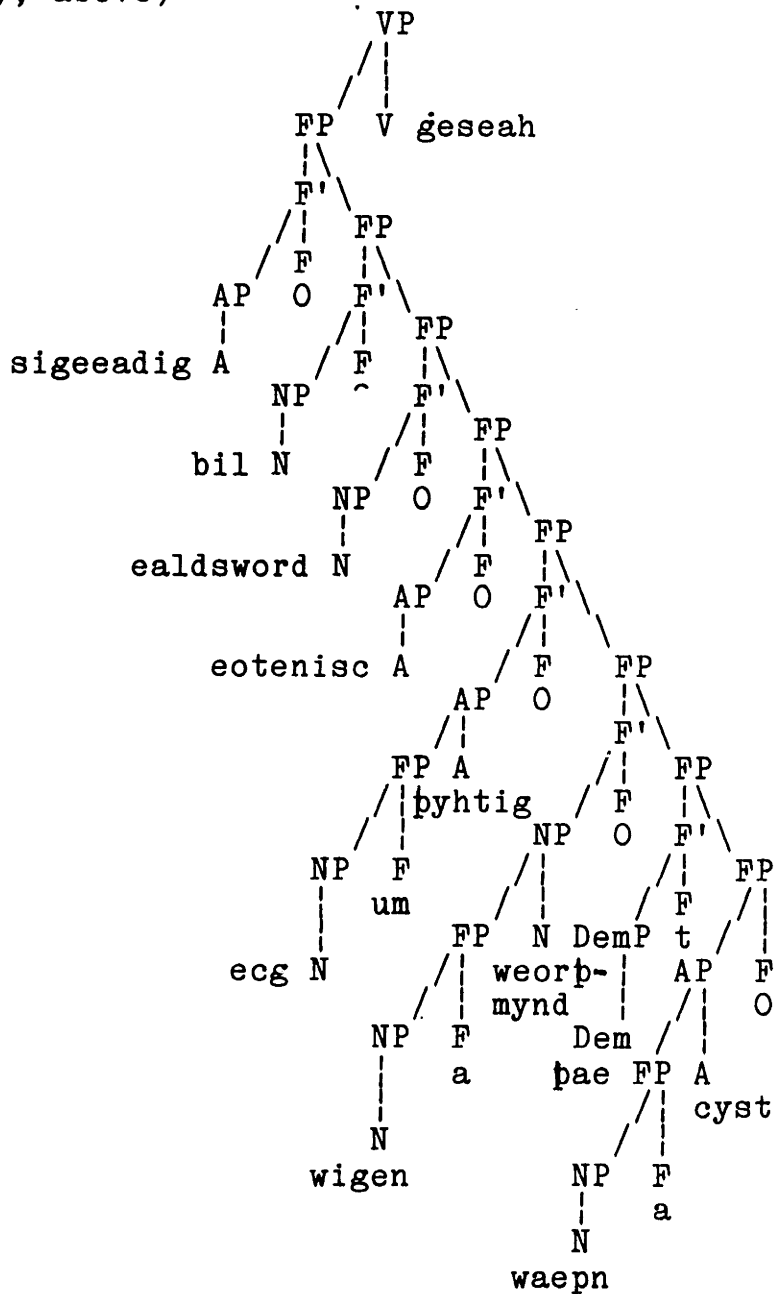 VP
FP V geseah
F'
FP
F
AP O F'
FP
sigeeadig A F
NP F'
FP
bil N F
NP O F'
FP
ealdsword N F
AP O F'
eotenisc A F FP
AP O
F'
FP A FP
þyhtig F
NP O F'
NP F FP
um F
FP N DemP t
ecg N weorþ- AP F
mynd O
NP F Dem
a þae FP A
cyst
N
wigen NP F
a
N
waepn